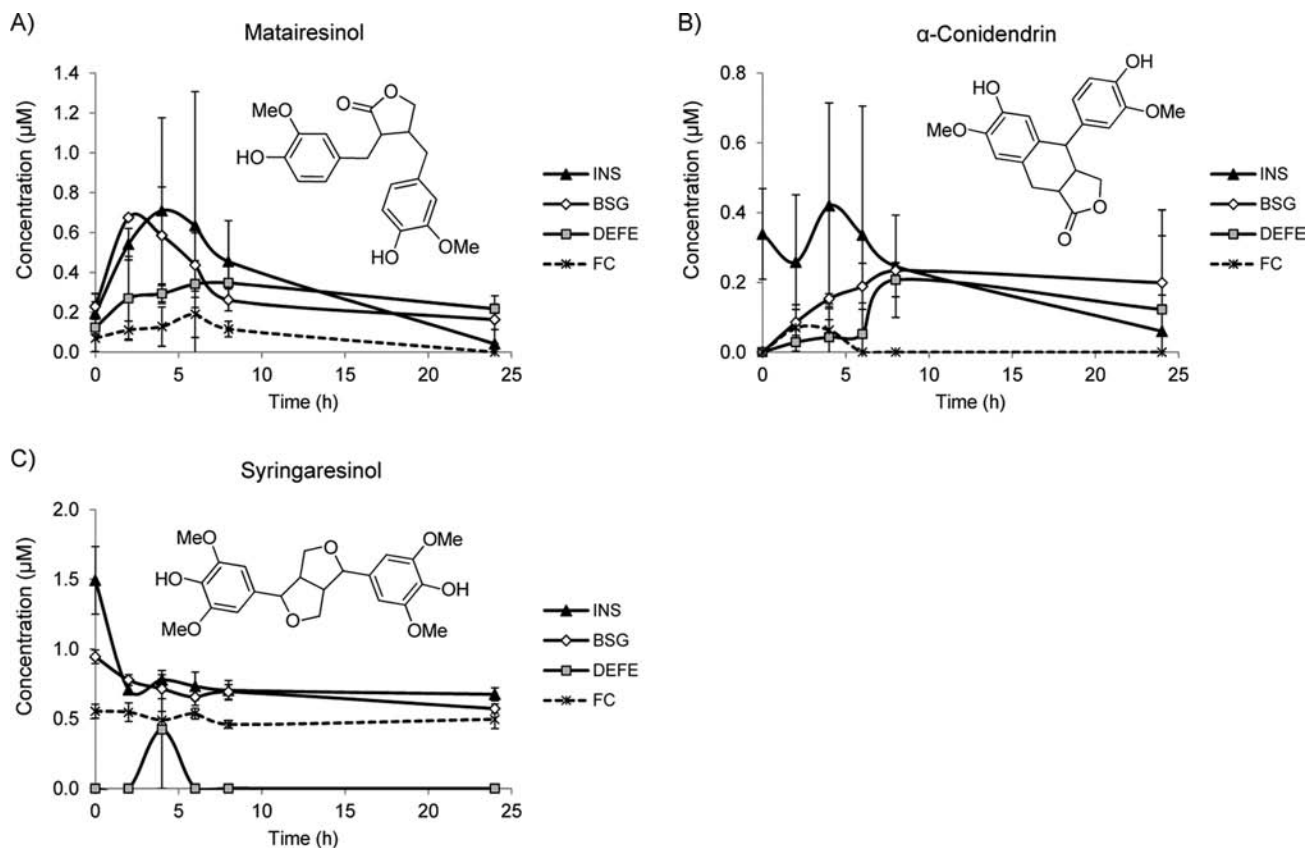 A)
Matairesinol
Concentration (µM)
1.4
1.2
1.0
0.8
0.6
0.4
0.2
0.0
0 5 10 15 20 25
Time (h)
O
O
MeO
HO
OMe
HO
INS
BSG
DEFE
FC
B)
α-Conidendrin
Concentration (µM)
0.8
0.6
0.4
0.2
0.0
0 5 10 15 20 25
Time (h)
OH
HO
OMe
MeO
O
O
INS
BSG
DEFE
FC
C)
Syringaresinol
Concentration (µM)
2.0
1.5
1.0
0.5
0.0
0 5 10 15 20 25
Time (h)
MeO
O
OMe
HO
OH
MeO
O
OMe
INS
BSG
DEFE
FC